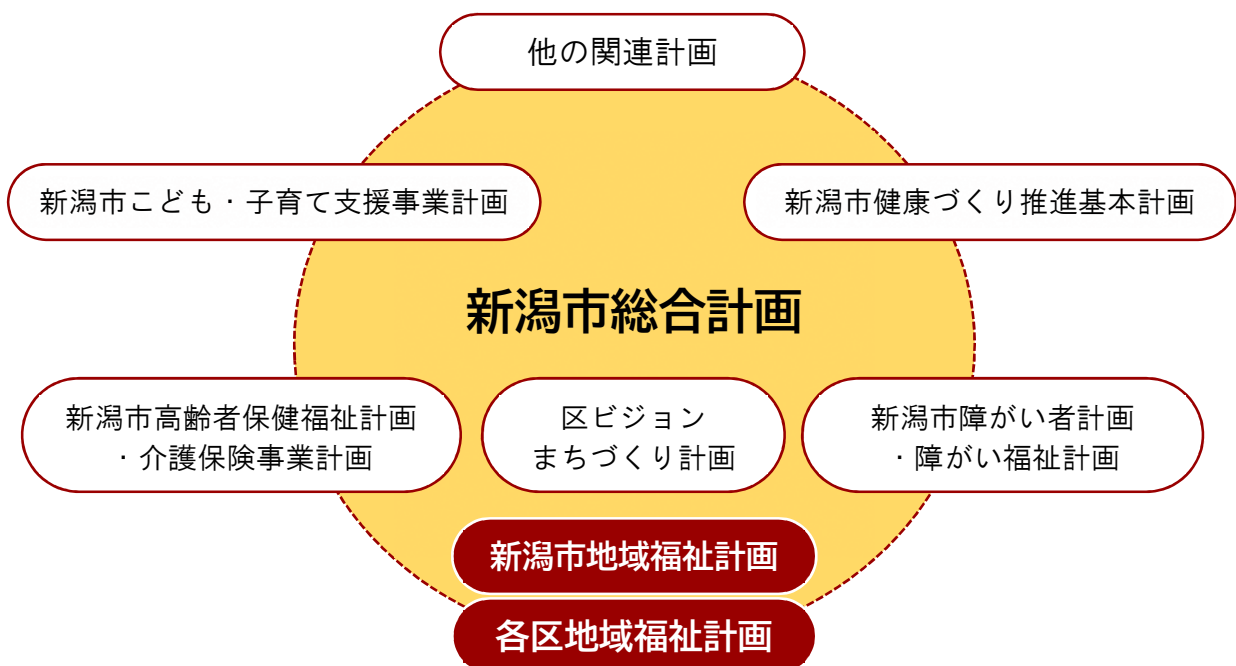 他の関連計画
新潟市こども・子育て支援事業計画
新潟市健康づくり推進基本計画
新潟市総合計画
新潟市高齢者保健福祉計画
・介護保険事業計画
区ビジョン
まちづくり計画
新潟市障がい者計画
・障がい福祉計画
新潟市地域福祉計画
各区地域福祉計画